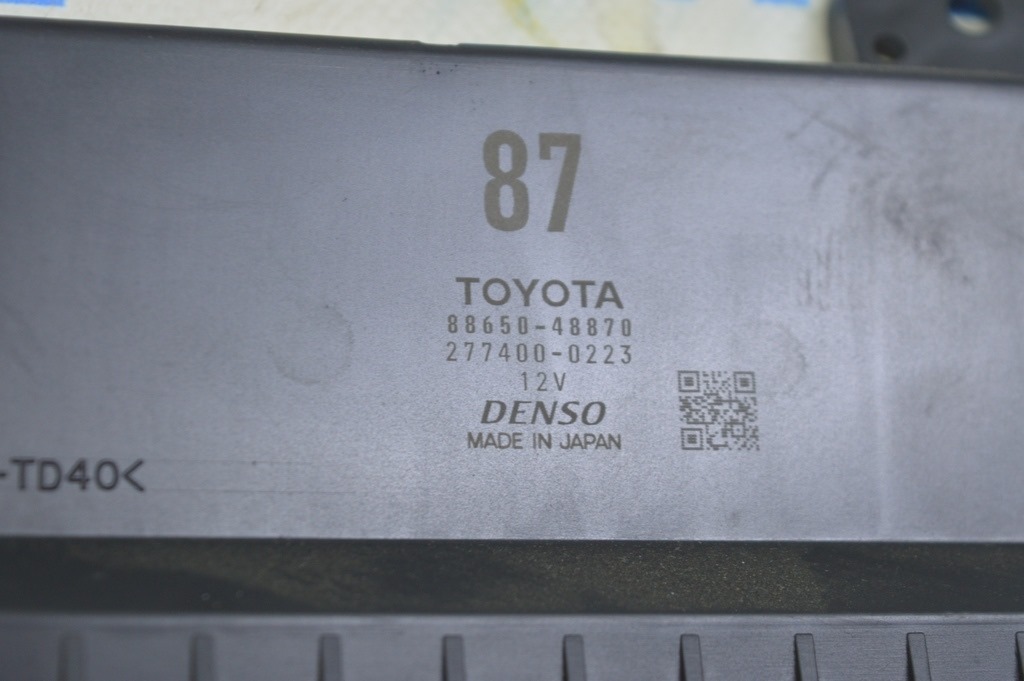 87
TOYOTA
88650-48870
277400-0223
12V
DENSO
MADE IN JAPAN
-TD40<